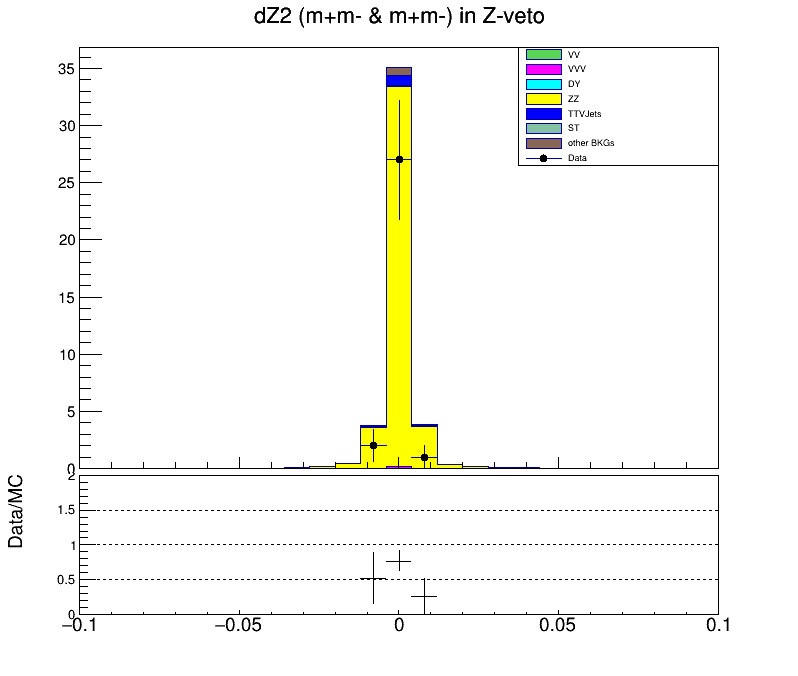 dZ2 (m+m- & m+m-) in Z-veto
35
30
25
20
15
10
5
0
VV
VVV
DY
ZZ
TTVJets
ST
other BKGs
Data
Data/MC
2
1.5
1
0.5
0
−0.1 −0.05 0 0.05 0.1